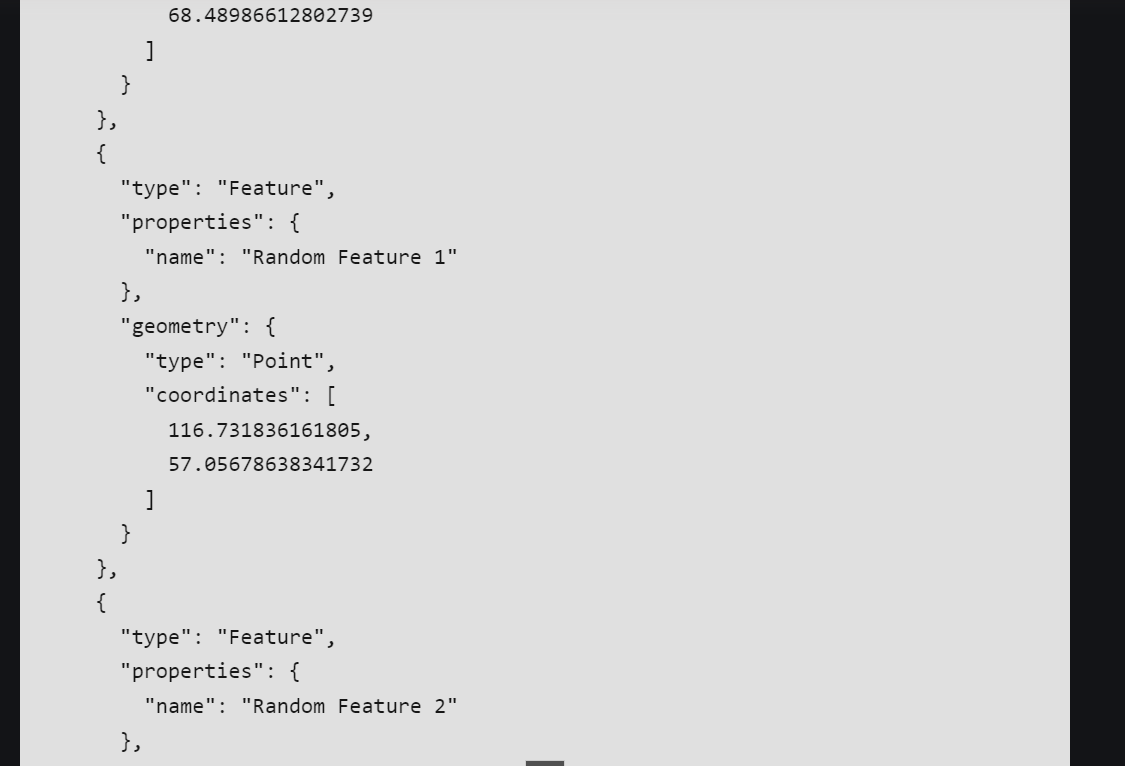 68.48986612802739
]
}
},
{
"type": "Feature",
"properties": {
"name": "Random Feature 1"
},
"geometry": {
"type": "Point",
"coordinates": [
116.731836161805,
57.05678638341732
]
}
},
{
"type": "Feature",
"properties": {
"name": "Random Feature 2"
},